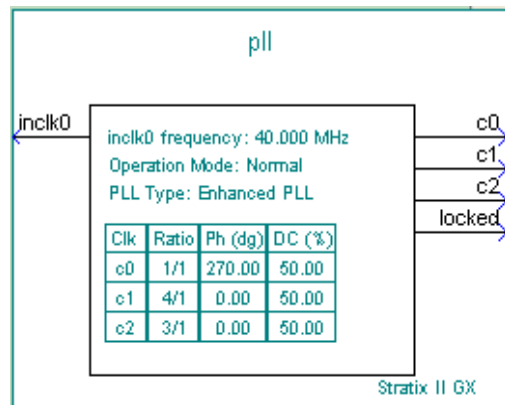 pll
inclk0
inclk0 frequency: 40.000 MHz
Operation Mode: Normal
PLL Type: Enhanced PLL
Clk Ratio Ph (dg) DC (%)
c0 1/1 270.00 50.00
c1 4/1 0.00 50.00
c2 3/1 0.00 50.00
c0
c1
c2
locked
Stratix II GX